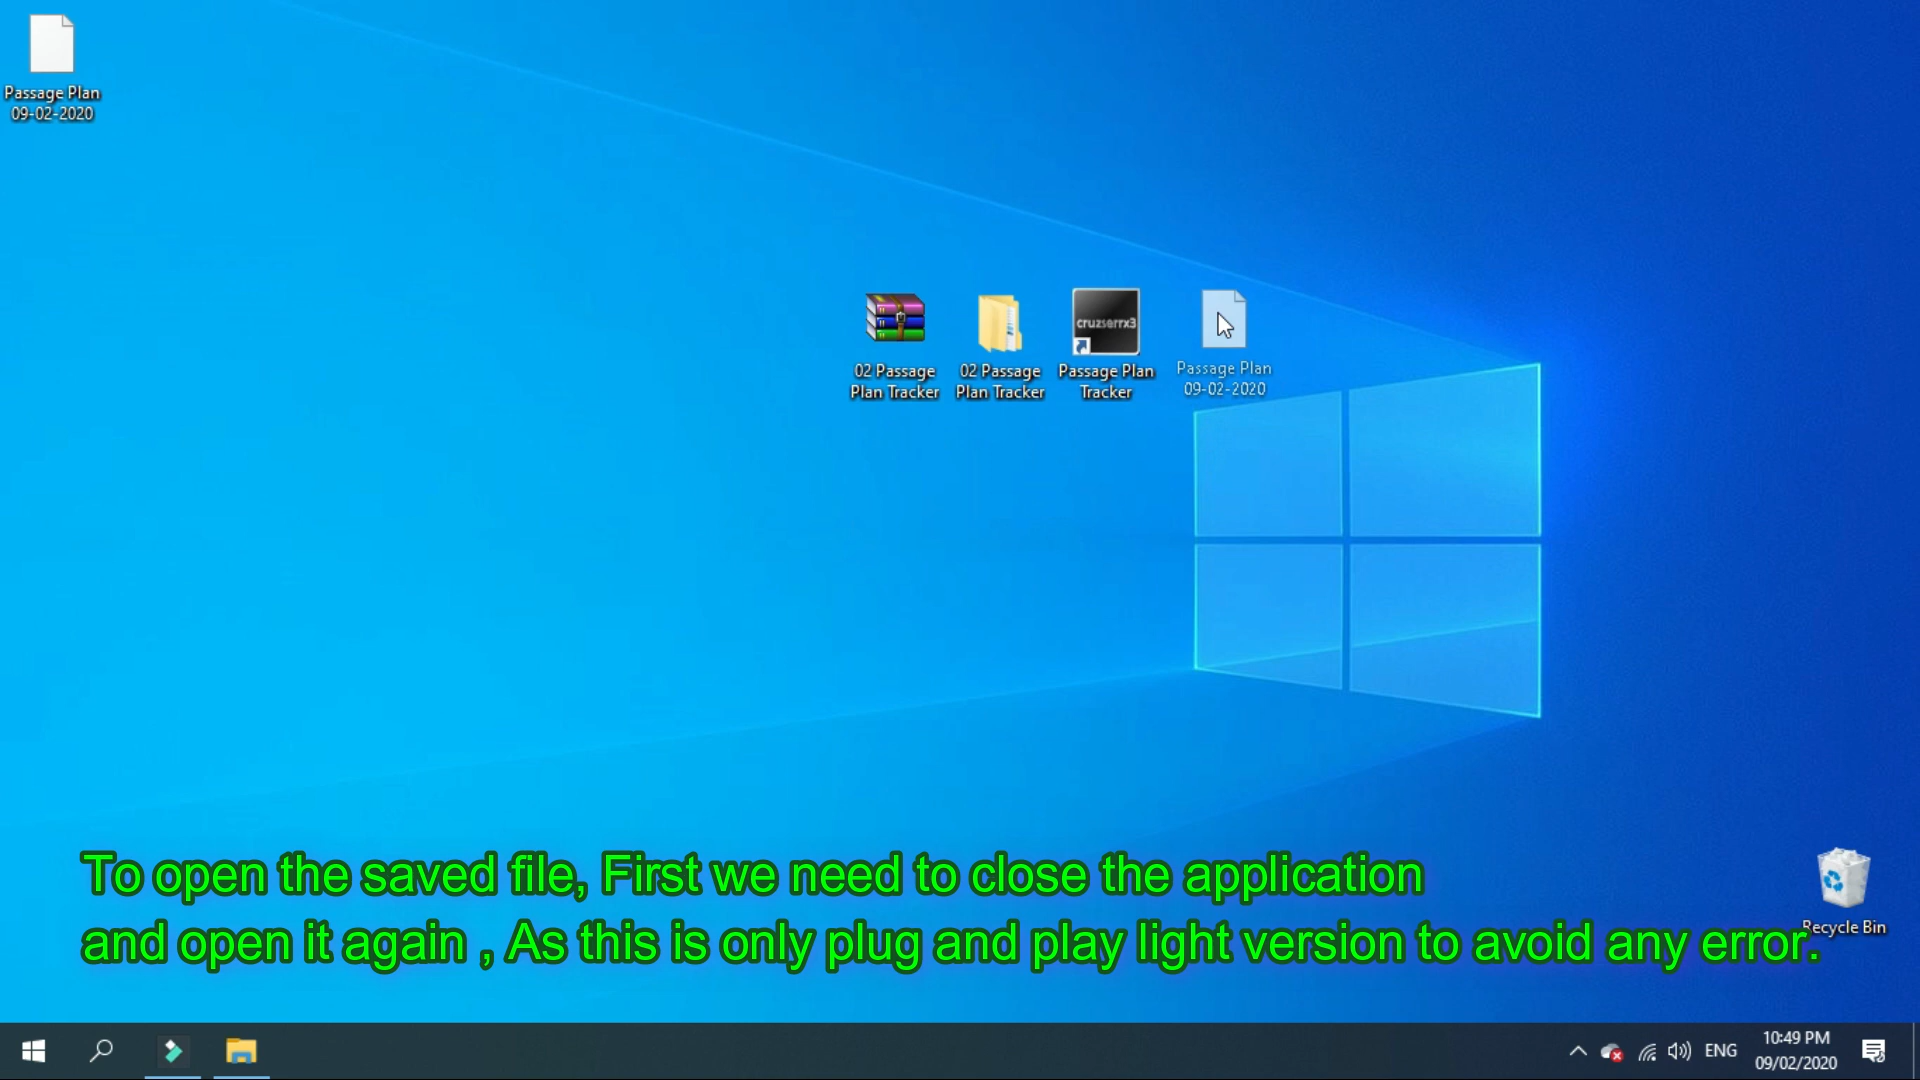 Passage Plan
09-02-2020
cruzserrx3
02 Passage
Plan Tracker
02 Passage
Plan Tracker
Passage Plan
Tracker
Passage Plan
09-02-2020
To open the saved file, First we need to close the application
and open it again , As this is only plug and play light version to avoid any error.
Recycle Bin
ENG
10:49 PM
09/02/2020